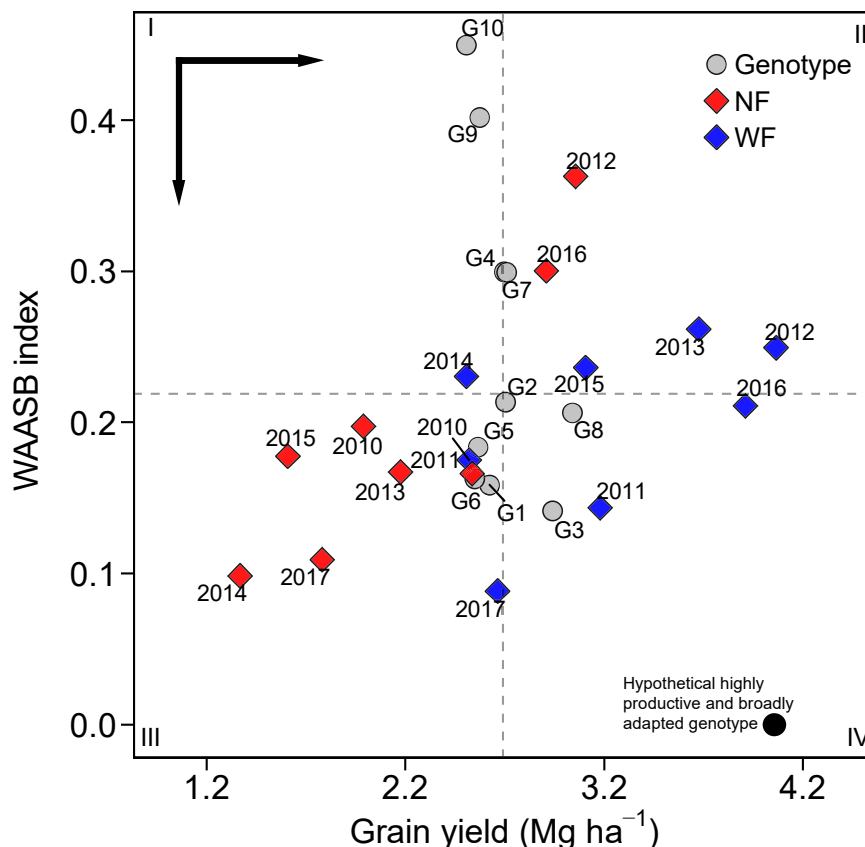 I
II
G10
Genotype
NF
WF
0.4
G9
2012
G4
2016
0.3
G7
2013
2012
2014
2015
2016
G2
WAASB index
0.2
G8
G5
2010
2015
2010
2011
2013
G6
G1
2011
G3
0.1
2014
2017
2017
Hypothetical highly
productive and broadly
adapted genotype
0.0
III
IV
1.2 2.2 3.2 4.2
Grain yield (Mg ha⁻¹)